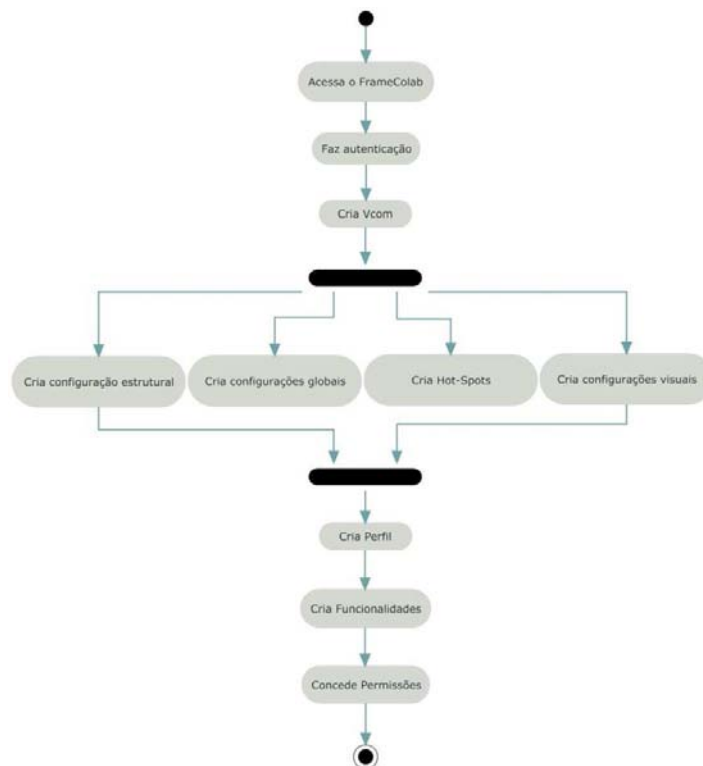 Acessa o FrameColab
Faz autenticação
Cria Vcom
Cria configuração estrutural
Cria configurações globais
Cria Hot-Spots
Cria configurações visuais
Cria Perfil
Cria Funcionalidades
Concede Permissões